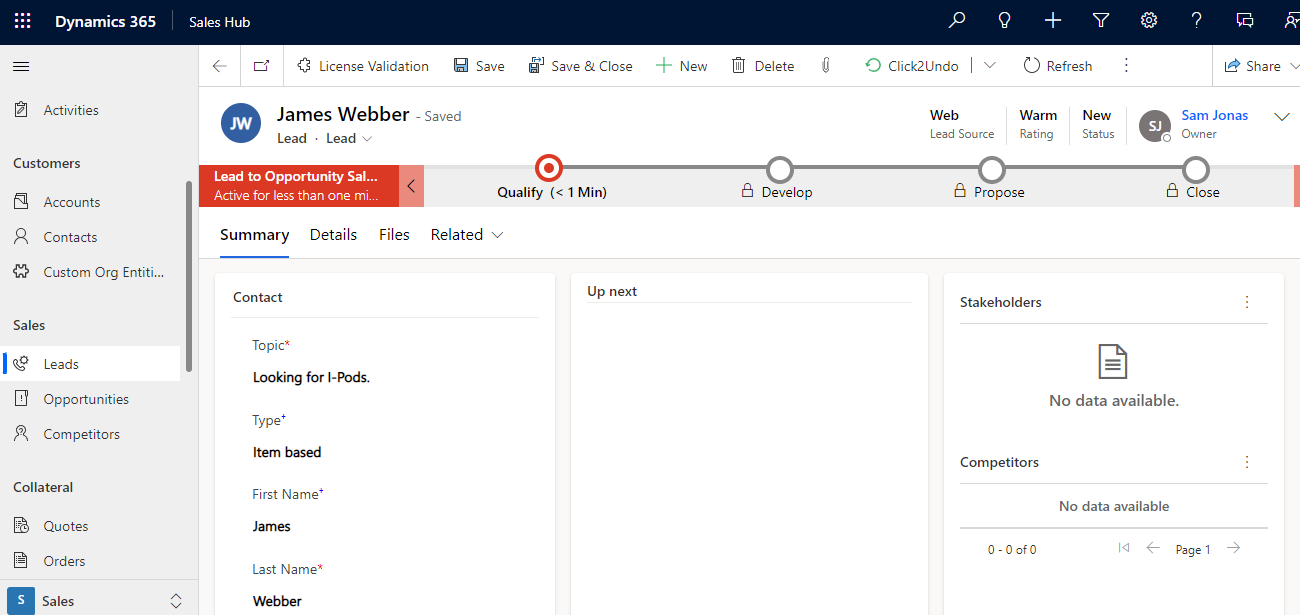 Dynamics 365
Sales Hub
License Validation
Save
Save & Close
New
Delete
Click2Undo
Refresh
Share
Activities
Customers
Accounts
Contacts
Custom Org Entiti...
Sales
Leads
Opportunities
Competitors
Collateral
Quotes
Orders
S
Sales
JW
James Webber - Saved
Lead · Lead
Web
Lead Source
Warm
Rating
New
Status
SJ
Sam Jonas
Owner
Lead to Opportunity Sal...
Active for less than one mi...
Qualify (< 1 Min)
Develop
Propose
Close
Summary
Details
Files
Related
Contact
Topic*
Looking for I-Pods.
Type+
Item based
First Name+
James
Last Name*
Webber
Up next
Stakeholders
No data available.
Competitors
No data available
0 - 0 of 0
Page 1